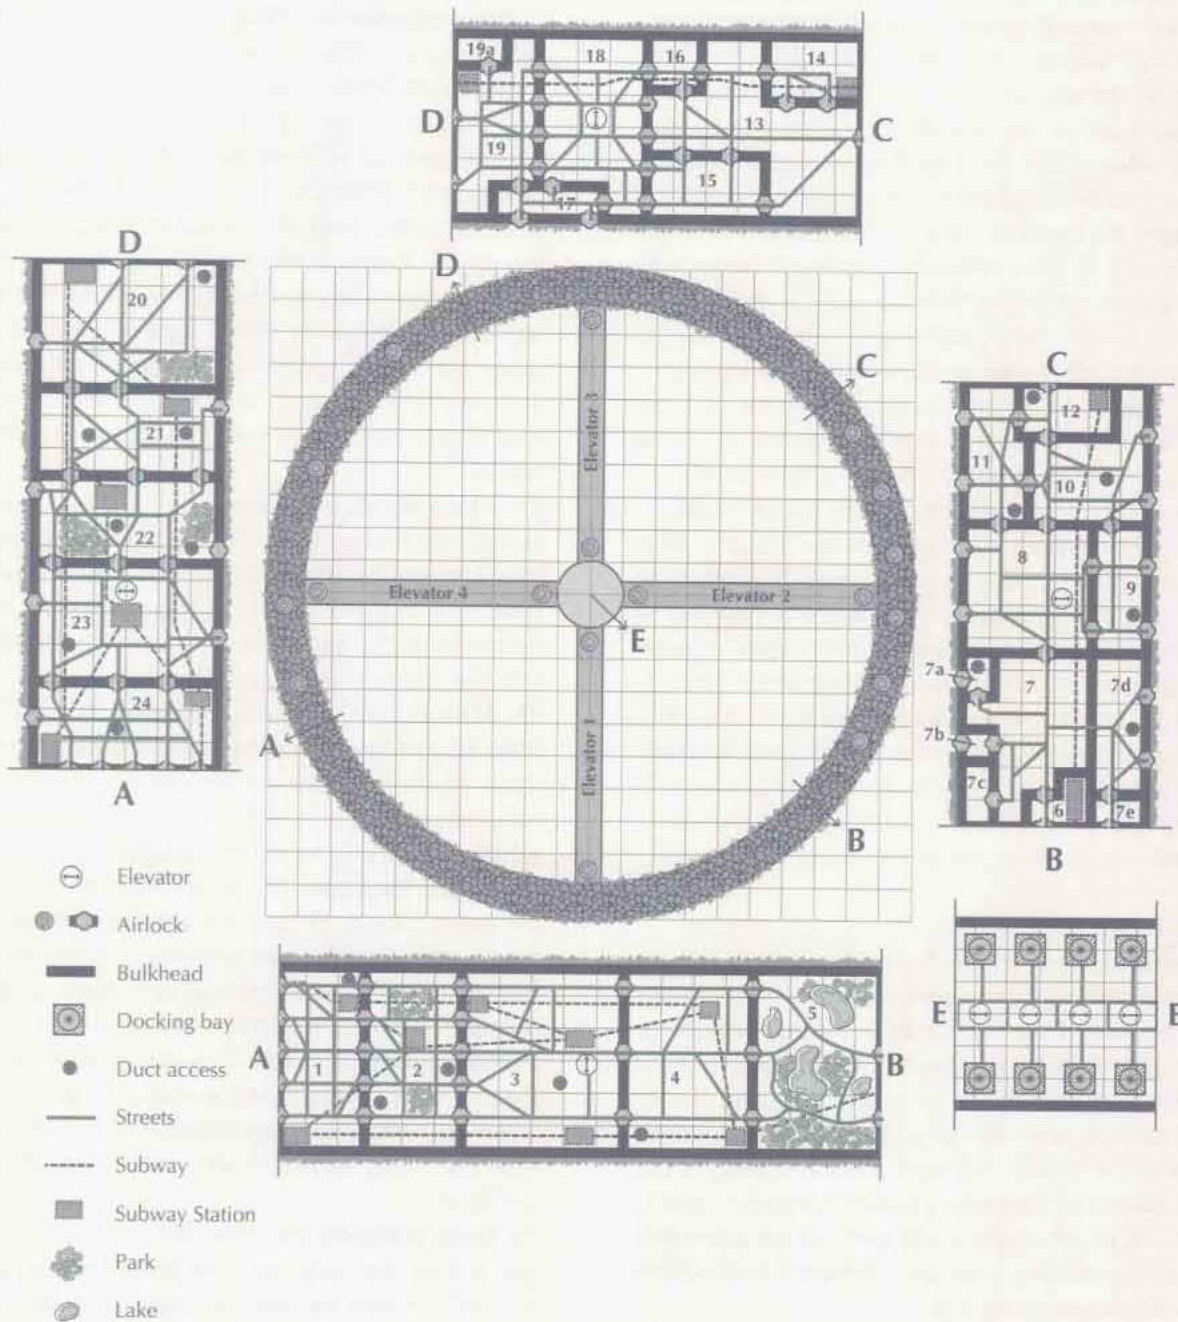 19a
18
16
14
D
13
C
19
15
17
D
20
21
22
23
24
A
D
C
Elevator 3
Elevator 4
Elevator 2
E
Elevator 1
A
B
C
12
11
10
8
9
7a
7
7d
7b
7c
6
7e
B
A
1
2
3
4
5
B
E
E
Elevator
Airlock
Bulkhead
Docking bay
Duct access
Streets
Subway
Subway Station
Park
Lake